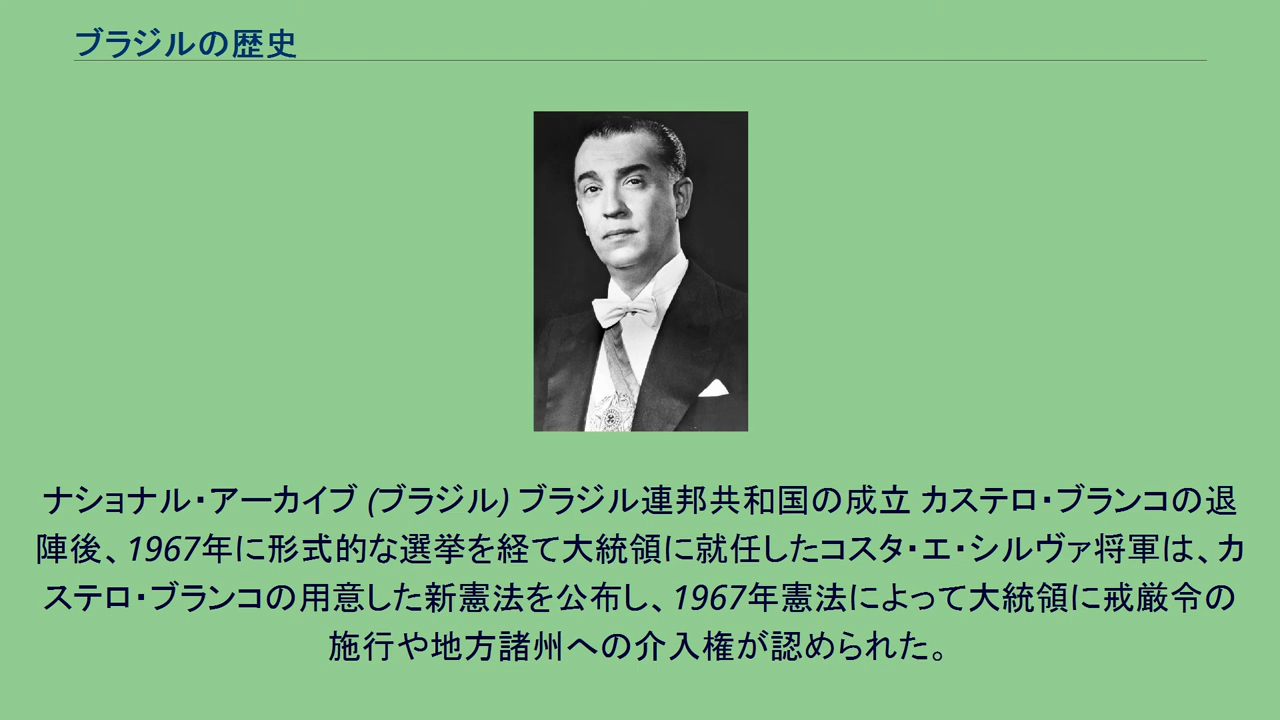 ブラジルの歴史
ナショナル・アーカイブ (ブラジル) ブラジル連邦共和国の成立 カステロ・ブランコの退
陣後、1967年に形式的な選挙を経て大統領に就任したコスタ・エ・シルヴァ将軍は、カ
ステロ・ブランコの用意した新憲法を公布し、1967年憲法によって大統領に戒厳令の
施行や地方諸州への介入権が認められた。